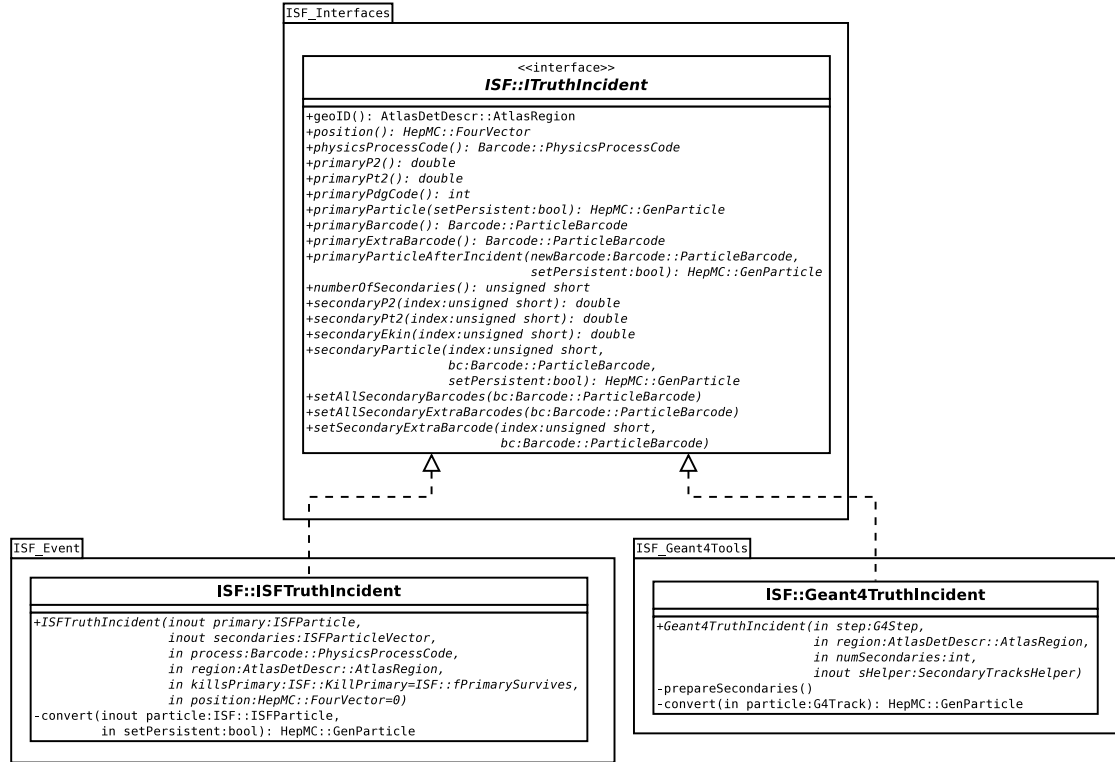 ISF_Interfaces
<<interface>>
ISF::ITruthIncident
+geoID(): AtlasDetDescr::AtlasRegion
+position(): HepMC::FourVector
+physicsProcessCode(): Barcode::PhysicsProcessCode
+primaryP2(): double
+primaryPt2(): double
+primaryPdgCode(): int
+primaryParticle(setPersistent:bool): HepMC::GenParticle
+primaryBarcode(): Barcode::ParticleBarcode
+primaryExtraBarcode(): Barcode::ParticleBarcode
+primaryParticleAfterIncident(newBarcode:Barcode::ParticleBarcode,
setPersistent:bool): HepMC::GenParticle
+numberOfSecondaries(): unsigned short
+secondaryP2(index:unsigned short): double
+secondaryPt2(index:unsigned short): double
+secondaryEkin(index:unsigned short): double
+secondaryParticle(index:unsigned short,
bc:Barcode::ParticleBarcode,
setPersistent:bool): HepMC::GenParticle
+setAllSecondaryBarcodes(bc:Barcode::ParticleBarcode)
+setAllSecondaryExtraBarcodes(bc:Barcode::ParticleBarcode)
+setSecondaryExtraBarcode(index:unsigned short,
bc:Barcode::ParticleBarcode)
ISF_Event
ISF::ISFTruthIncident
+ISFTruthIncident(inout primary:ISFParticle,
inout secondaries:ISFParticleVector,
in process:Barcode::PhysicsProcessCode,
in region:AtlasDetDescr::AtlasRegion,
in killsPrimary:ISF::KillPrimary=ISF::fPrimarySurvives,
in position:HepMC::FourVector=0)
-convert(inout particle:ISF::ISFParticle,
in setPersistent:bool): HepMC::GenParticle
ISF_Geant4Tools
ISF::Geant4TruthIncident
+Geant4TruthIncident(in step:G4Step,
in region:AtlasDetDescr::AtlasRegion,
in numSecondaries:int,
inout sHelper:SecondaryTracksHelper)
-prepareSecondaries()
-convert(in particle:G4Track): HepMC::GenParticle